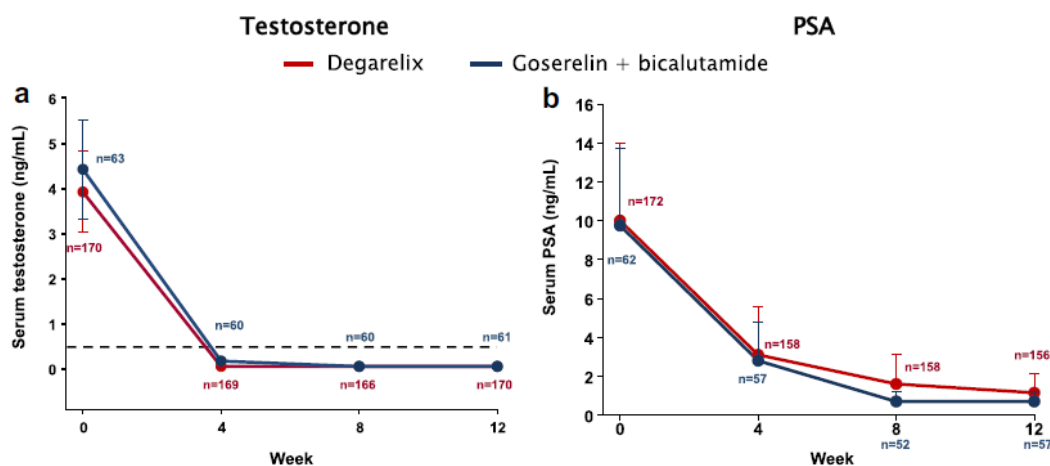 Testosterone PSA
Degarelix Goserelin + bicalutamide
a
Serum testosterone (ng/mL)
6
5
4
3
2
1
0
n=63
n=170
n=60
n=60
n=61
n=169
n=166
n=170
0 4 8 12
Week
b
Serum PSA (ng/mL)
16
14
12
10
8
6
4
2
0
n=172
n=62
n=158
n=57
n=158
n=156
0 4 8 12
n=52
n=57
Week